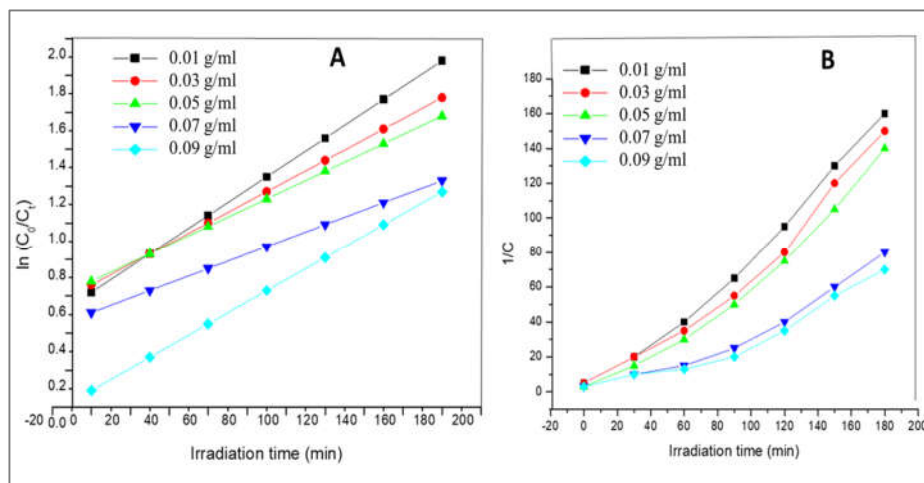 A
0.01 g/ml
0.03 g/ml
0.05 g/ml
0.07 g/ml
0.09 g/ml
2.0
1.8
1.6
1.4
1.2
1.0
0.8
0.6
0.4
0.2
0.0
ln (C₀/Cₜ)
-20 0 20 40 60 80 100 120 140 160 180 200
Irradiation time (min)
B
0.01 g/ml
0.03 g/ml
0.05 g/ml
0.07 g/ml
0.09 g/ml
180
160
140
120
100
80
60
40
20
0
1/C
-20 0 20 40 60 80 100 120 140 160 180 200
Irradiation time (min)